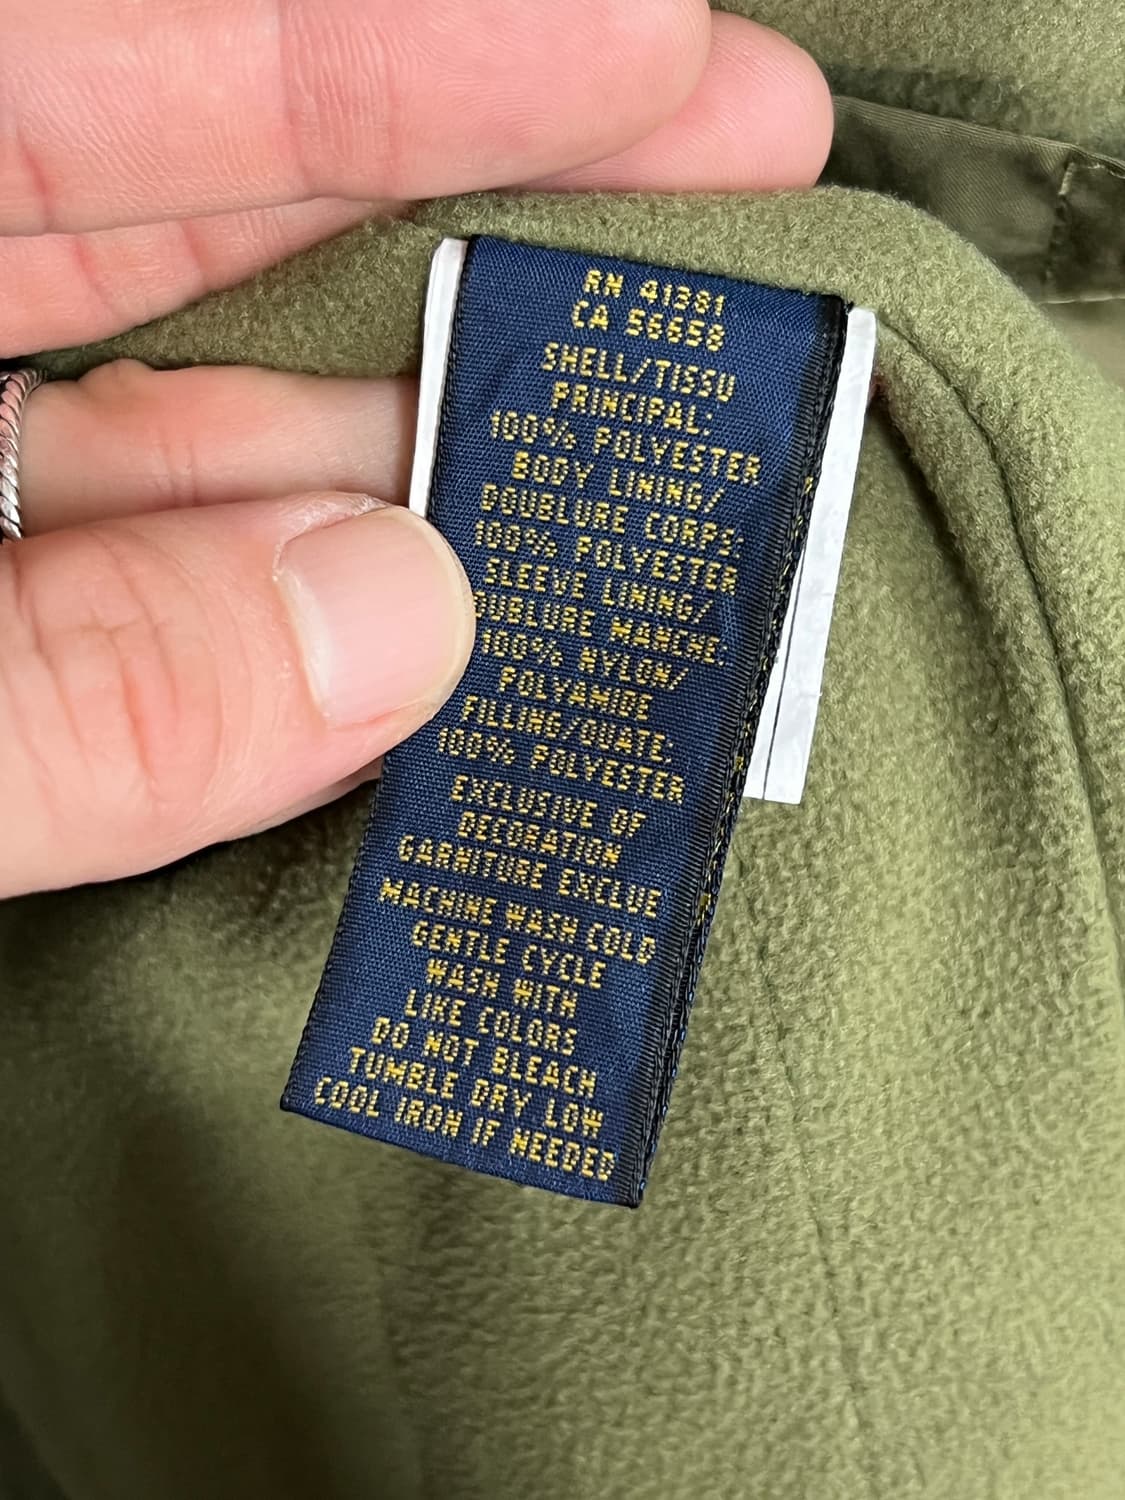 RN 41381
CA 56658
SHELL/TISSU
PRINCIPAL:
100% POLYESTER
BODY LINING/
DOUBLURE CORPS:
100% POLYESTER
SLEEVE LINING/
OUBLURE MANCHE:
100% NYLON/
POLYAMIDE
FILLING/OUATE:
100% POLYESTER
EXCLUSIVE OF
DECORATION
GARNITURE EXCLUE
MACHINE WASH COLD
GENTLE CYCLE
WASH WITH
LIKE COLORS
DO NOT BLEACH
TUMBLE DRY LOW
COOL IRON IF NEEDED